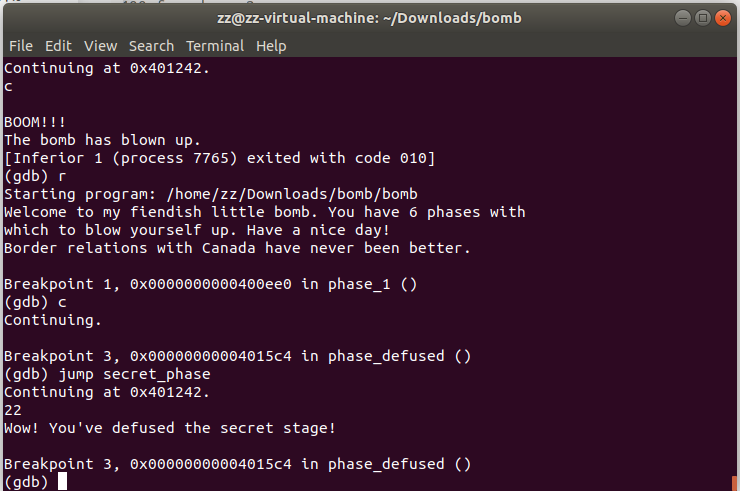 zz@zz-virtual-machine: ~/Downloads/bomb
File Edit View Search Terminal Help
Continuing at 0x401242.
c
BOOM!!!
The bomb has blown up.
[Inferior 1 (process 7765) exited with code 010]
(gdb) r
Starting program: /home/zz/Downloads/bomb/bomb
Welcome to my fiendish little bomb. You have 6 phases with
which to blow yourself up. Have a nice day!
Border relations with Canada have never been better.
Breakpoint 1, 0x0000000000400ee0 in phase_1 ()
(gdb) c
Continuing.
Breakpoint 3, 0x00000000004015c4 in phase_defused ()
(gdb) jump secret_phase
Continuing at 0x401242.
22
Wow! You've defused the secret stage!
Breakpoint 3, 0x00000000004015c4 in phase_defused ()
(gdb)